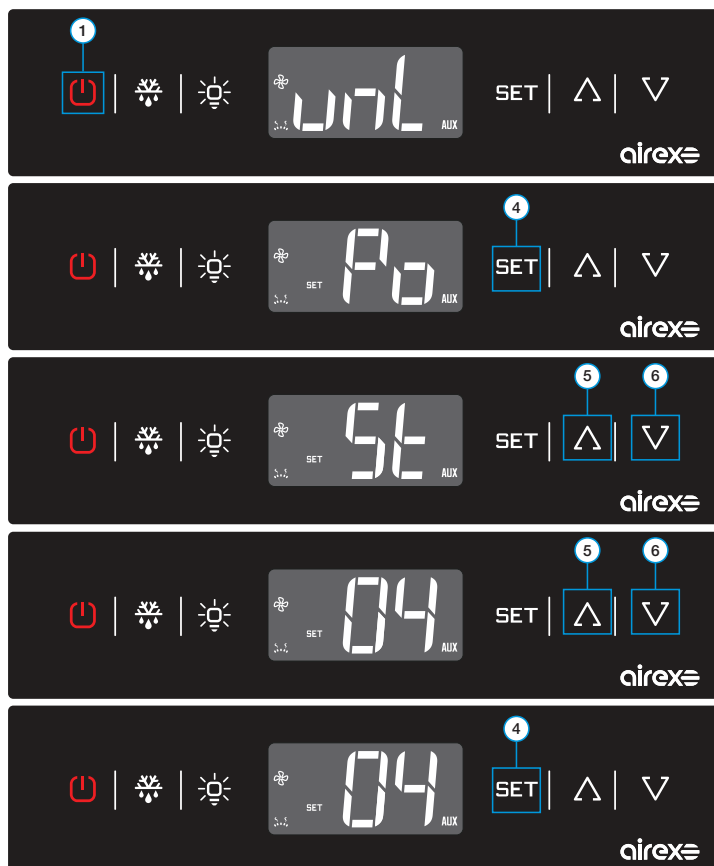 1
unL
AUX
SET
airex
4
Po
SET
AUX
SET
airex
5 6
St
SET
AUX
SET
airex
5 6
04
SET
AUX
SET
airex
4
04
SET
AUX
SET
airex